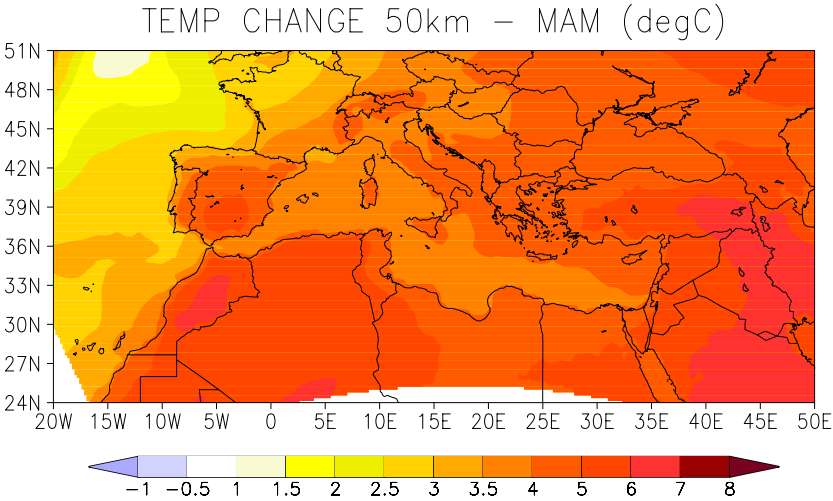 TEMP CHANGE 50km − MAM (degC)
51N
48N
45N
42N
39N
36N
33N
30N
27N
24N
20W 15W 10W 5W 0 5E 10E 15E 20E 25E 30E 35E 40E 45E 50E
−1 −0.5 1 1.5 2 2.5 3 3.5 4 5 6 7 8